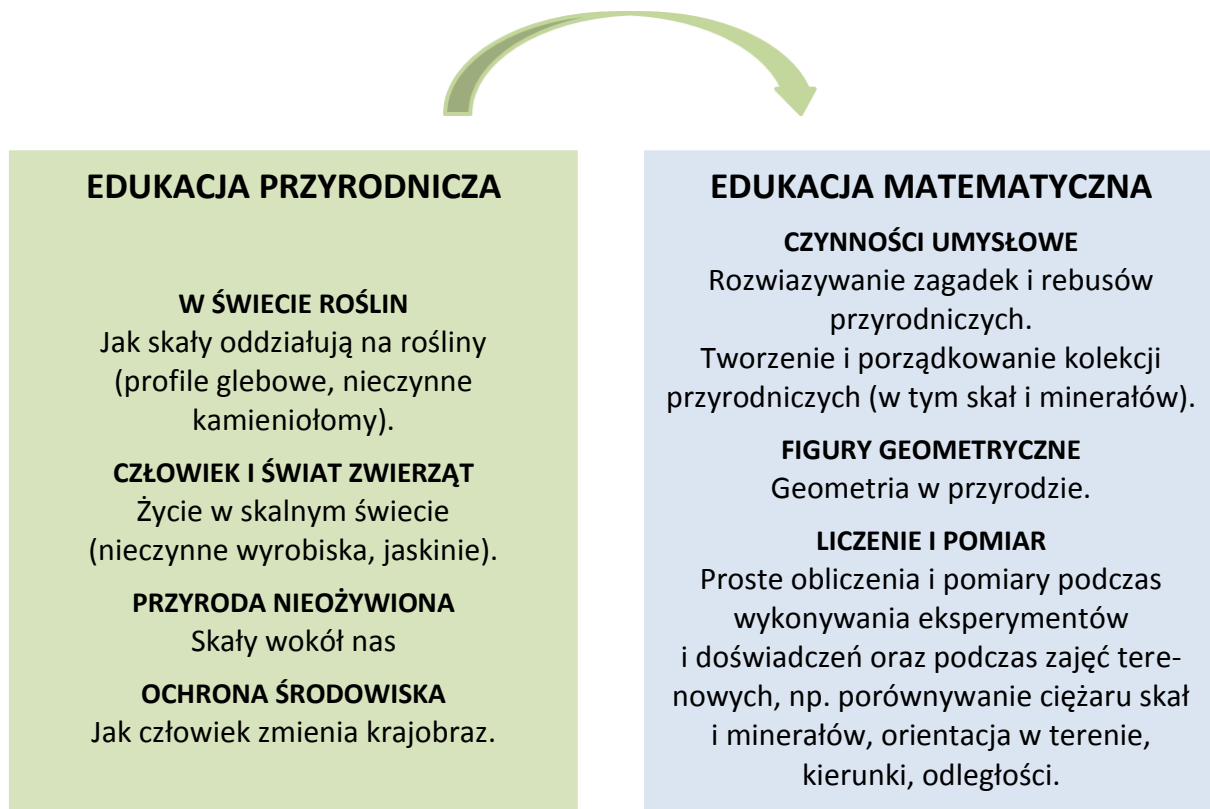 EDUKACJA PRZYRODNICZA
W ŚWIECIE ROŚLIN
Jak skały oddziałują na rośliny
(profile glebowe, nieczynne
kamieniołomy).
CZŁOWIEK I ŚWIAT ZWIERZĄT
Życie w skalnym świecie
(nieczynne wyrobiska, jaskinie).
PRZYRODA NIEOŻYWIONA
Skały wokół nas
OCHRONA ŚRODOWISKA
Jak człowiek zmienia krajobraz.
EDUKACJA MATEMATYCZNA
CZYNNOŚCI UMYSŁOWE
Rozwiazywanie zagadek i rebusów
przyrodniczych.
Tworzenie i porządkowanie kolekcji
przyrodniczych (w tym skał i minerałów).
FIGURY GEOMETRYCZNE
Geometria w przyrodzie.
LICZENIE I POMIAR
Proste obliczenia i pomiary podczas
wykonywania eksperymentów
i doświadczeń oraz podczas zajęć tere-
nowych, np. porównywanie ciężaru skał
i minerałów, orientacja w terenie,
kierunki, odległości.